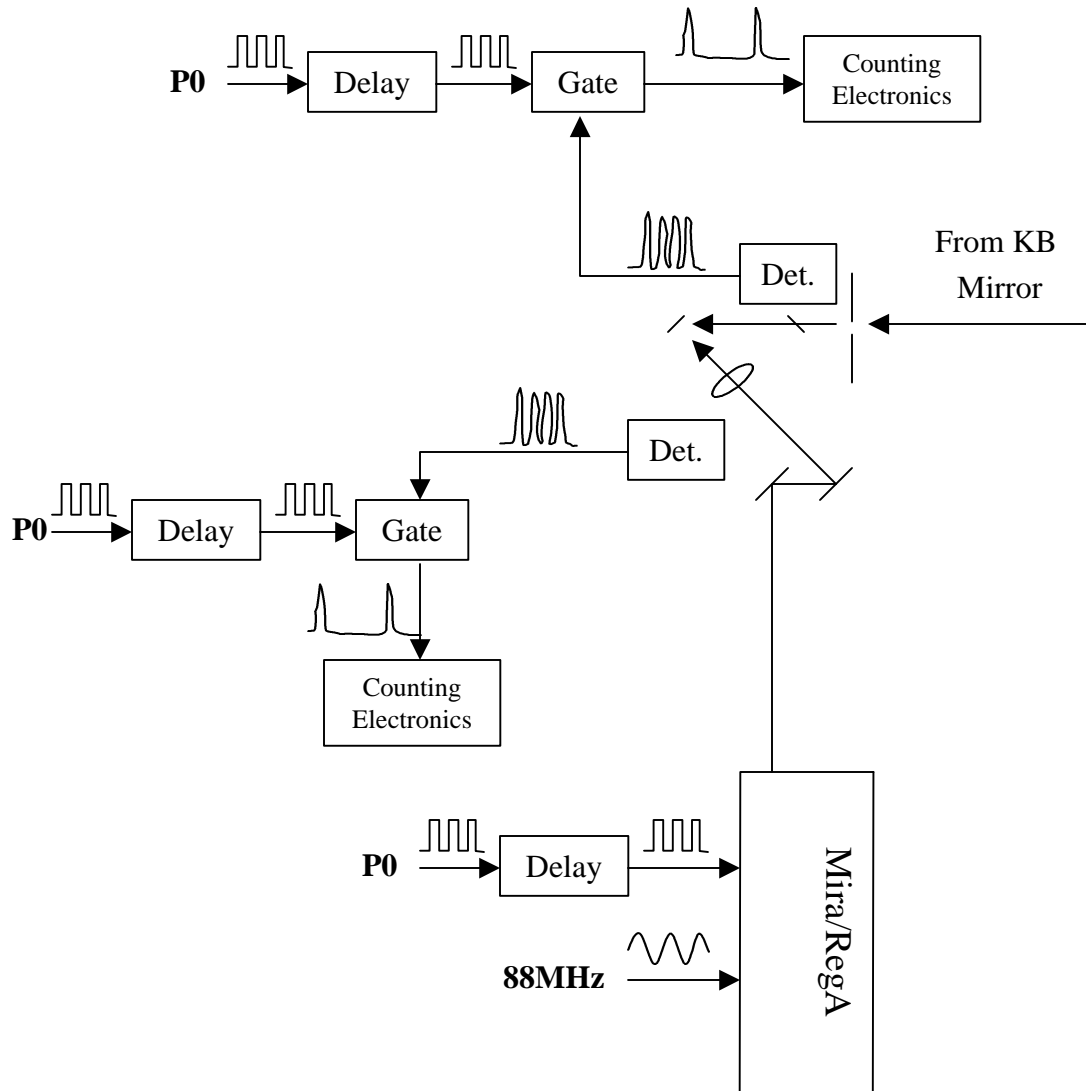 P0
Delay
Gate
Counting
Electronics
From KB
Mirror
Det.
Det.
P0
Delay
Gate
Counting
Electronics
P0
Delay
Mira/RegA
88MHz